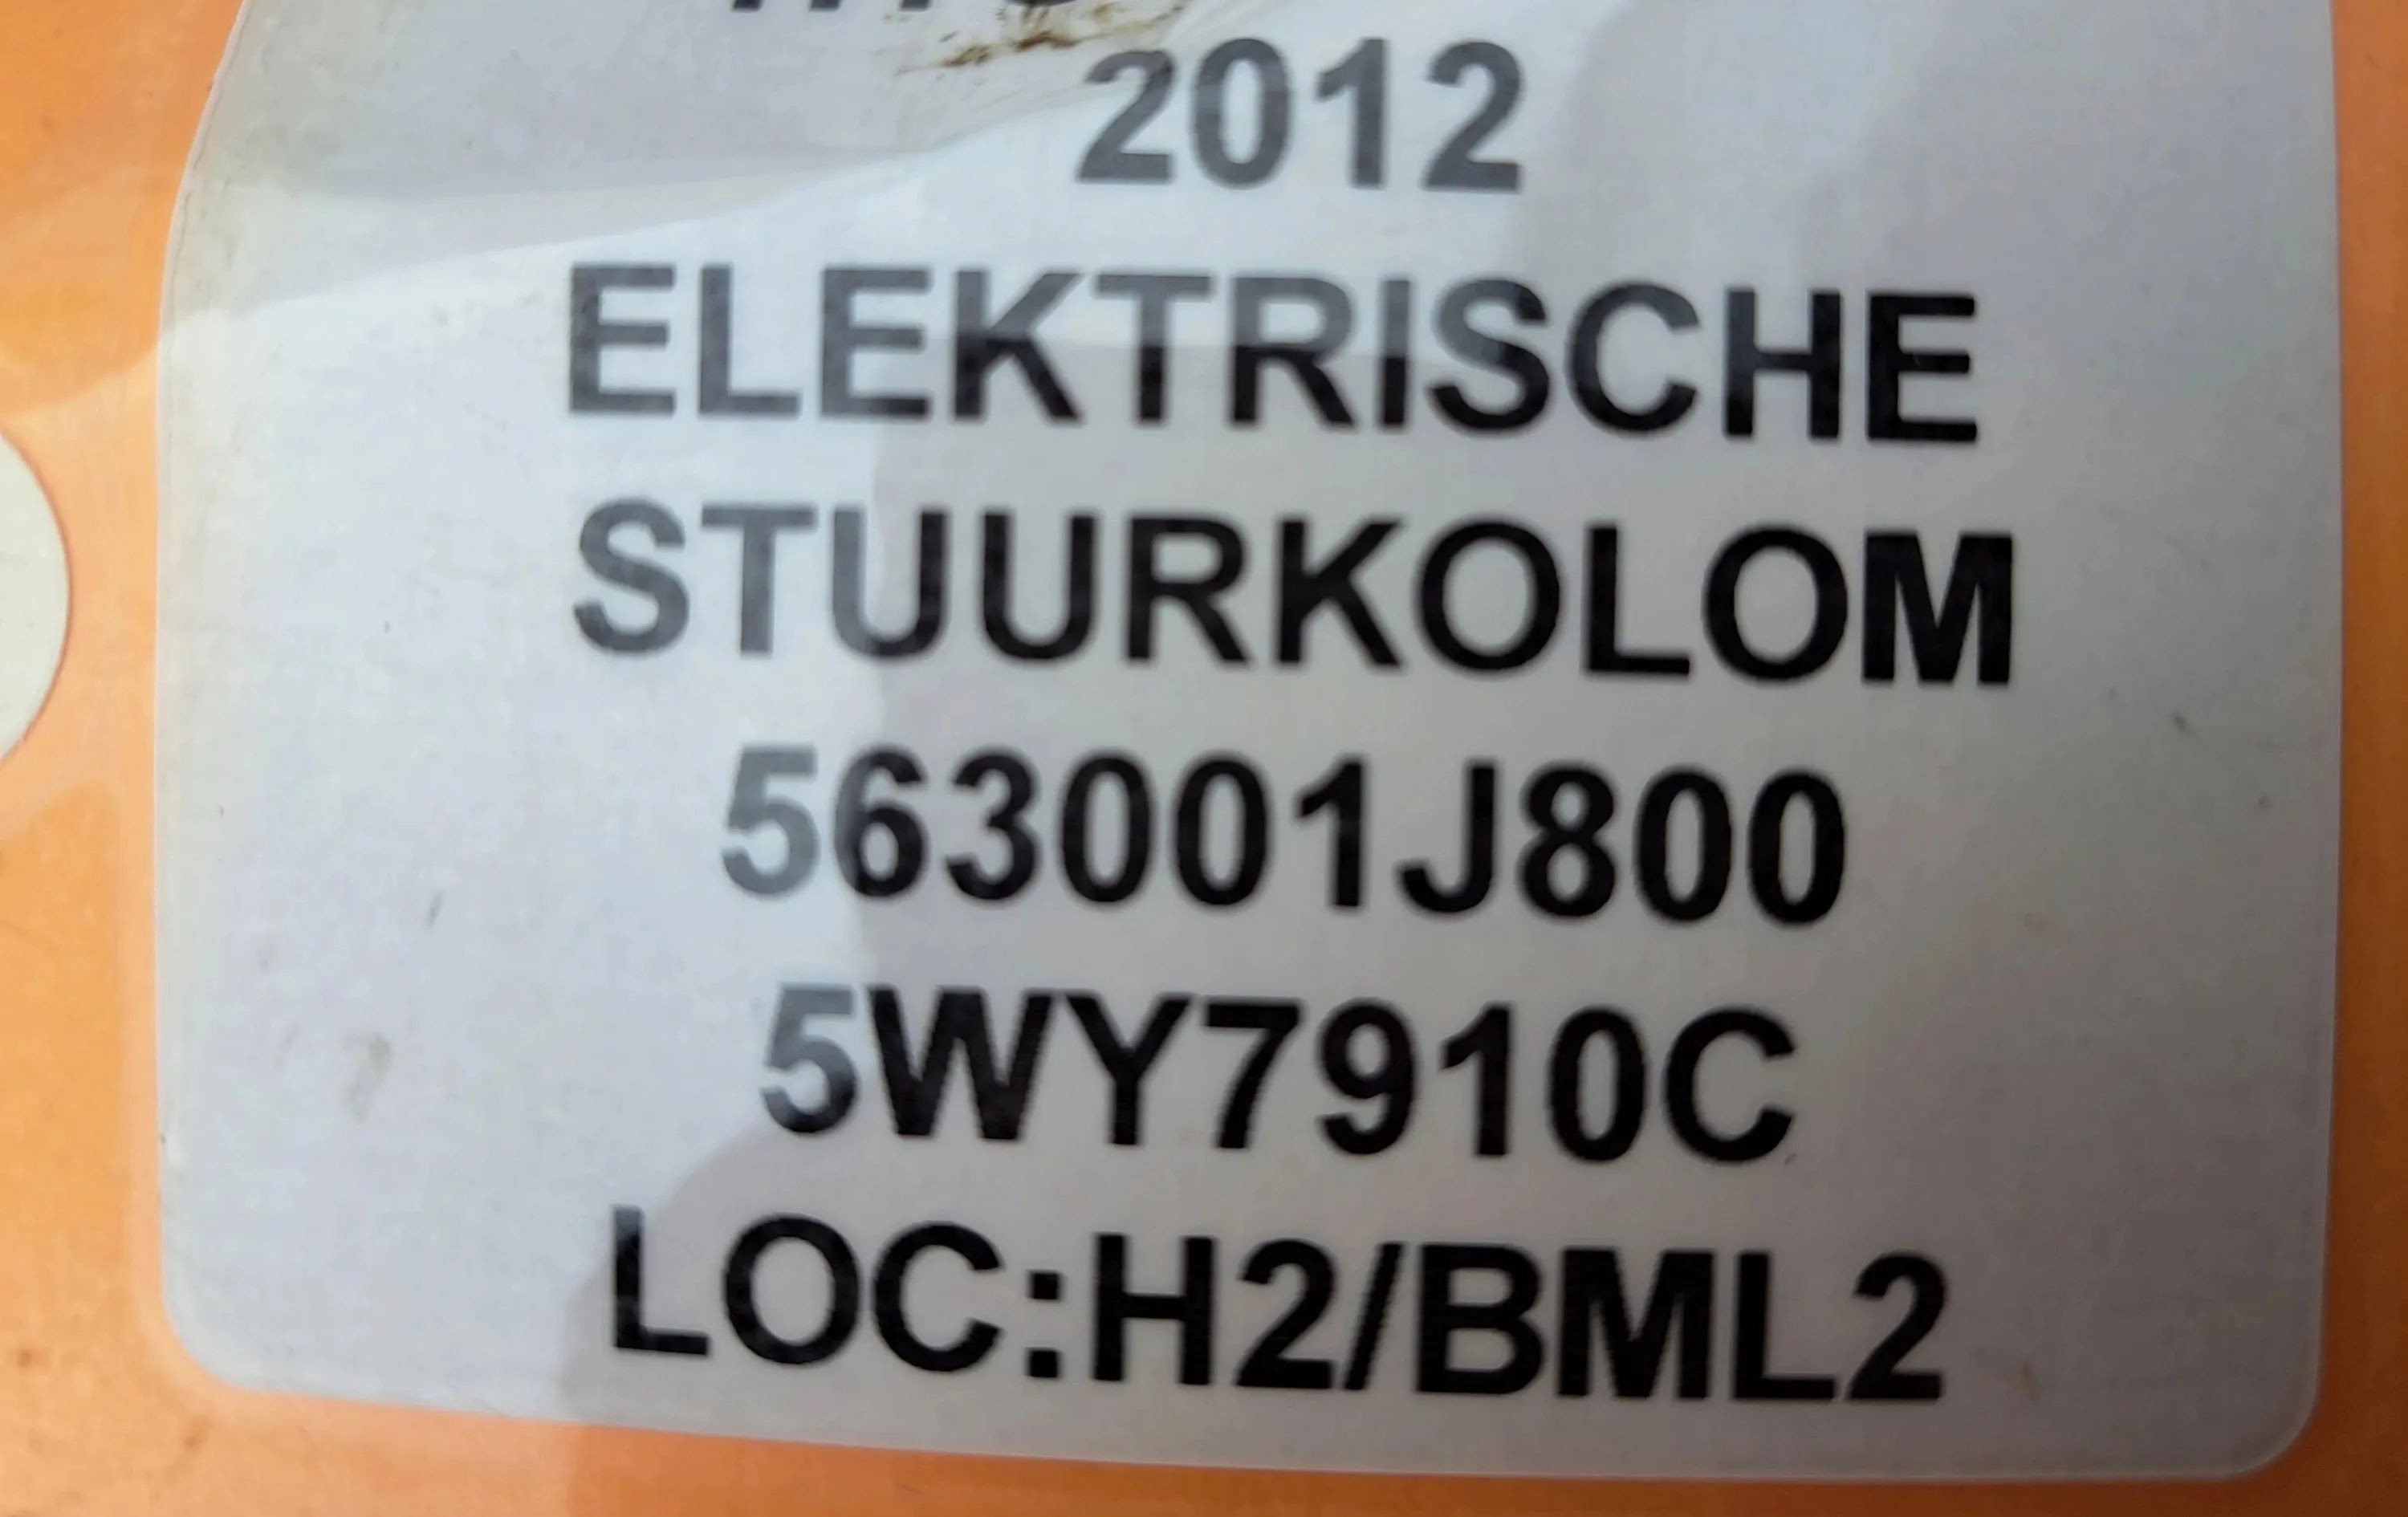 2012
ELEKTRISCHE
STUURKOLOM
563001J800
5WY7910C
LOC:H2/BML2